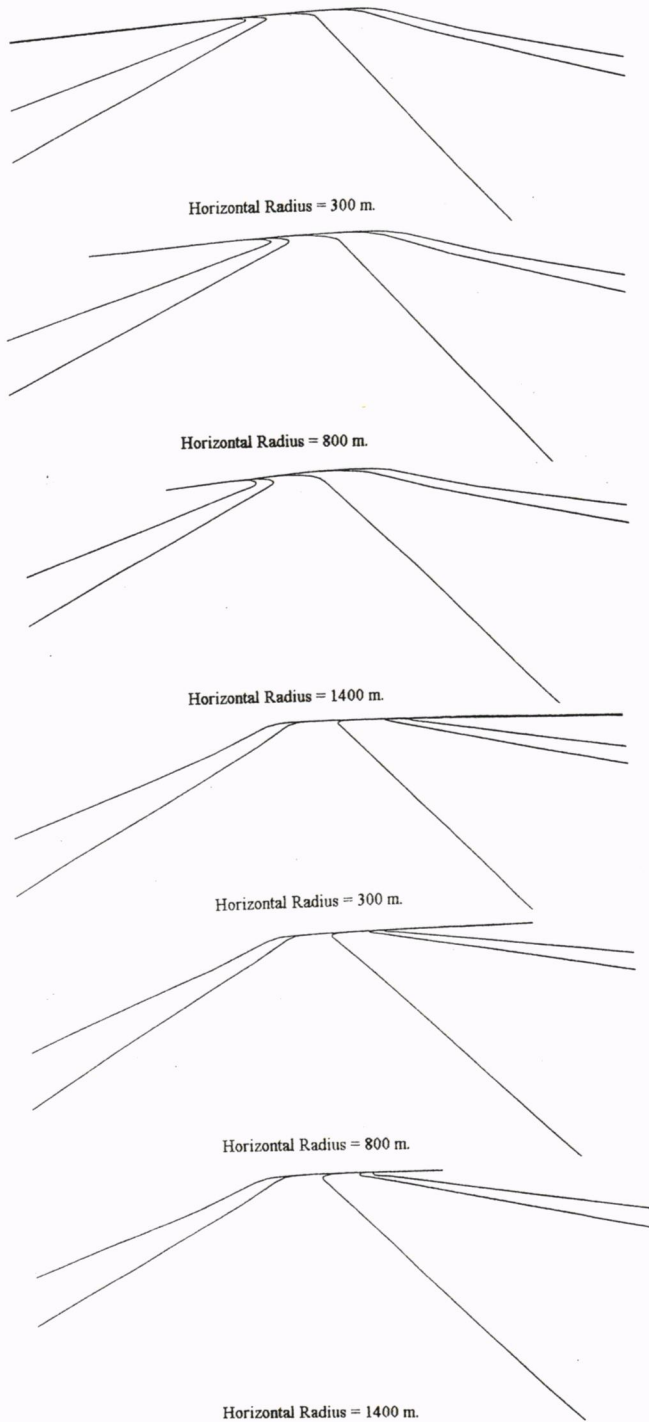 Horizontal Radius = 300 m.
Horizontal Radius = 800 m.
Horizontal Radius = 1400 m.
Horizontal Radius = 300 m.
Horizontal Radius = 800 m.
Horizontal Radius = 1400 m.